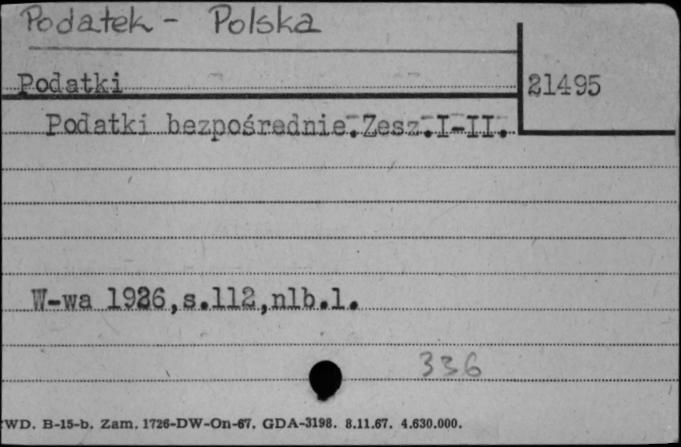 Podatek - Polska
Podatki
21495
Podatki bezpośrednie.Zesz.I-II.
W-wa 1926,s.112,nlb.1.
336
WD. B-15-b. Zam. 1726-DW-On-67. GDA-3198. 8.11.67. 4.630.000.